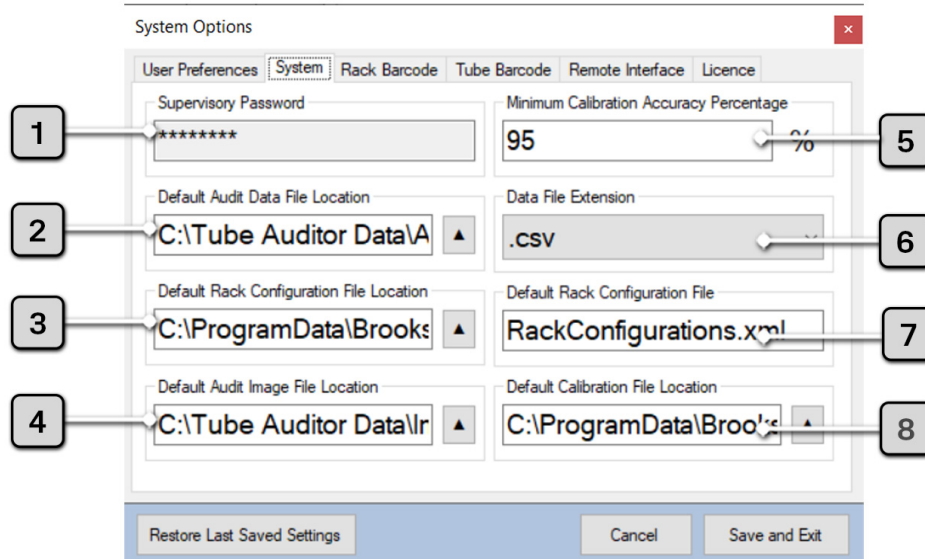 System Options
×
User Preferences System Rack Barcode Tube Barcode Remote Interface Licence
Supervisory Password
Minimum Calibration Accuracy Percentage
1
********
95
%
5
Default Audit Data File Location
Data File Extension
2
C:\Tube Auditor Data\A
▲
.csv
6
Default Rack Configuration File Location
Default Rack Configuration File
3
C:\ProgramData\Brooks
▲
RackConfigurations.xml
7
Default Audit Image File Location
Default Calibration File Location
4
C:\Tube Auditor Data\Ir
▲
C:\ProgramData\Brooks
▲
8
Restore Last Saved Settings
Cancel
Save and Exit